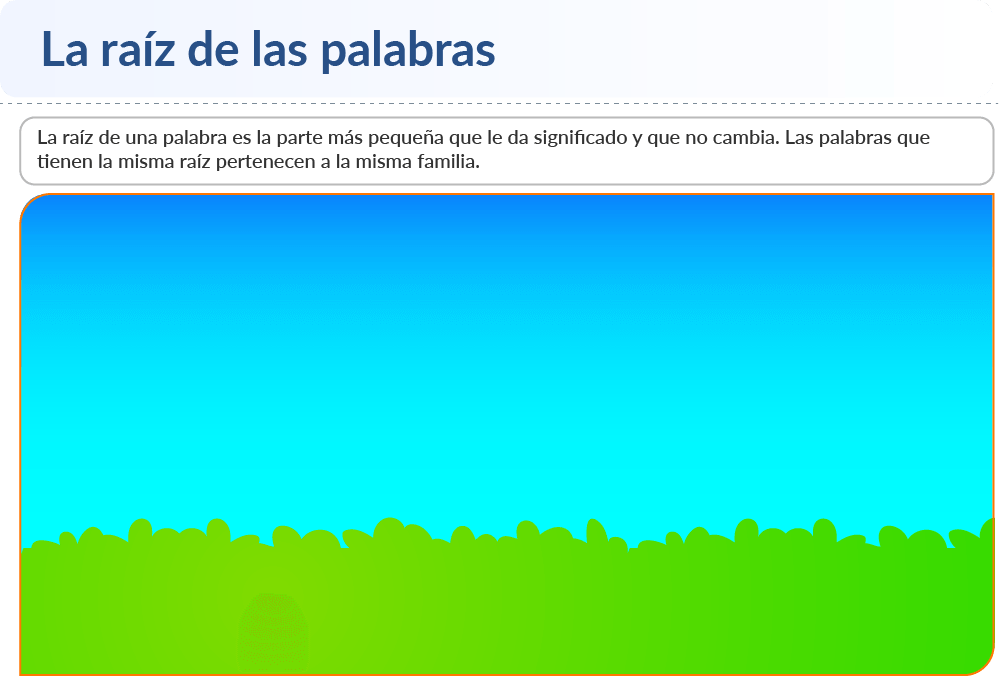 La raíz de las palabras
La raíz de una palabra es la parte más pequeña que le da significado y que no cambia. Las palabras que
tienen la misma raíz pertenecen a la misma familia.